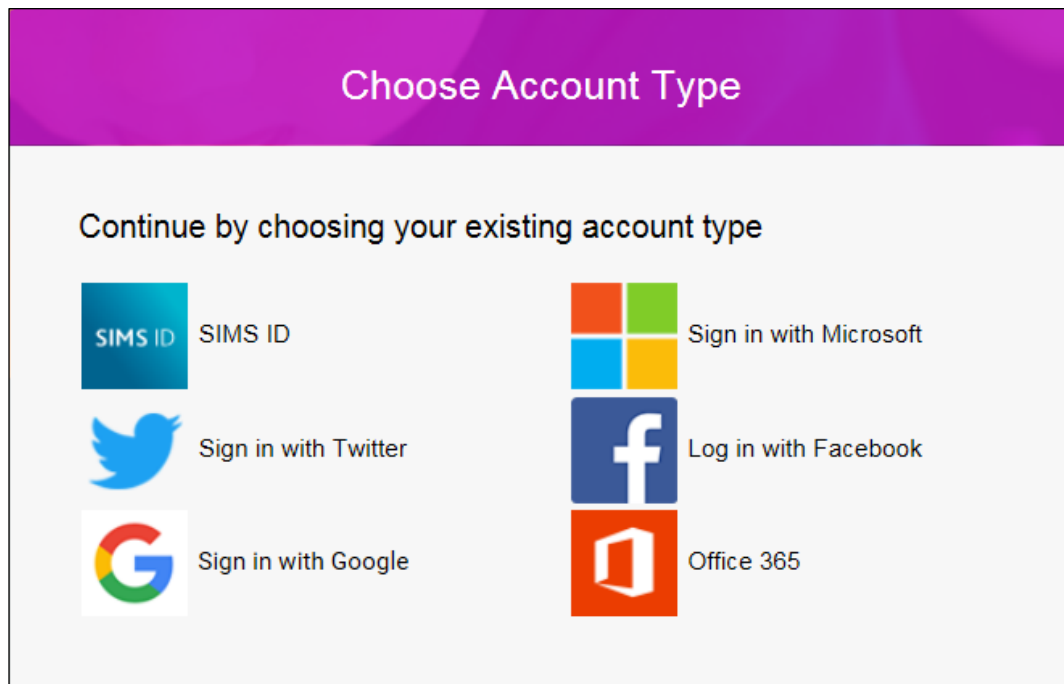 Choose Account Type
Continue by choosing your existing account type
SIMS ID SIMS ID
Sign in with Microsoft
Sign in with Twitter
Log in with Facebook
Sign in with Google
Office 365